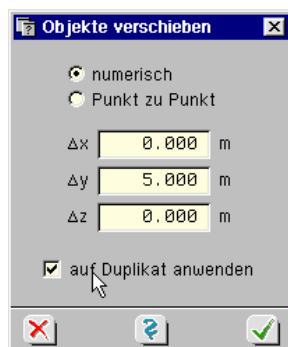 Objekte verschieben
numerisch
Punkt zu Punkt
Δx 0.000 m
Δy 5.000 m
Δz 0.000 m
auf Duplikat anwenden